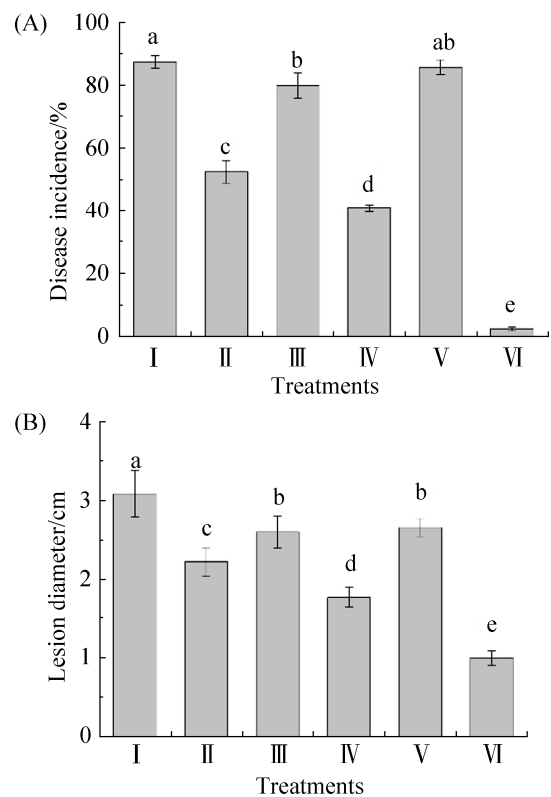 (A)
Disease incidence/%
100
80
60
40
20
0
a
c
b
d
ab
e
Ⅰ Ⅱ Ⅲ Ⅳ Ⅴ Ⅵ
Treatments
(B)
Lesion diameter/cm
4
3
2
1
0
a
c
b
d
b
e
Ⅰ Ⅱ Ⅲ Ⅳ Ⅴ Ⅵ
Treatments